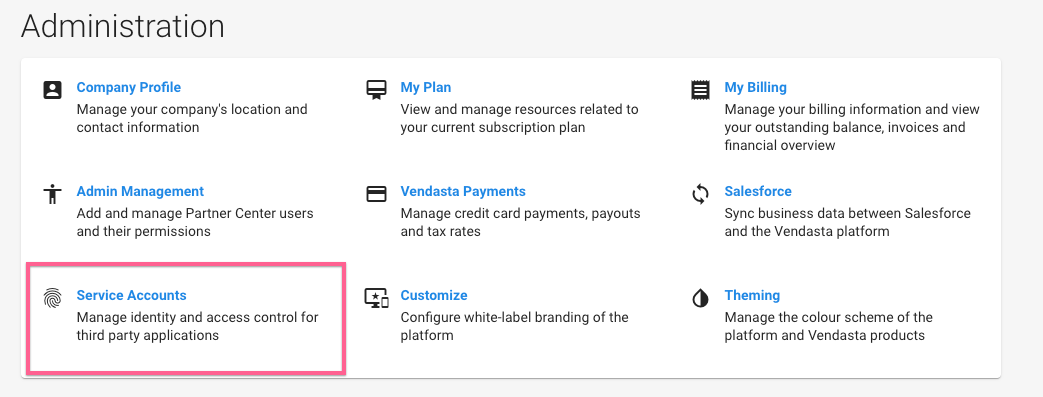 Administration
Company Profile
Manage your company's location and
contact information
My Plan
View and manage resources related to
your current subscription plan
My Billing
Manage your billing information and view
your outstanding balance, invoices and
financial overview
Admin Management
Add and manage Partner Center users
and their permissions
Vendasta Payments
Manage credit card payments, payouts
and tax rates
Salesforce
Sync business data between Salesforce
and the Vendasta platform
Service Accounts
Manage identity and access control for
third party applications
Customize
Configure white-label branding of the
platform
Theming
Manage the colour scheme of the
platform and Vendasta products